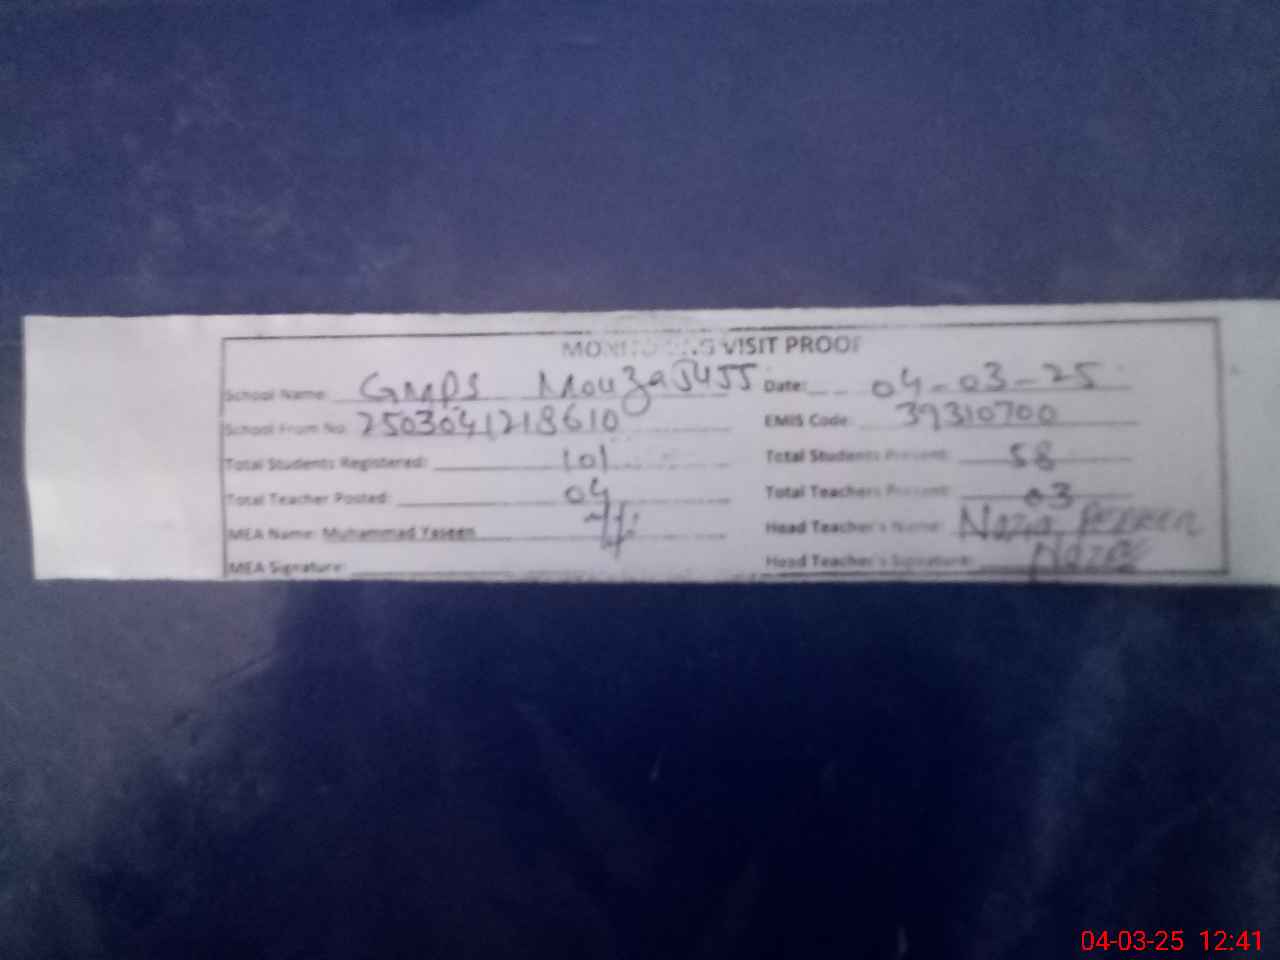 MONITORING VISIT PROOF
School Name: GMPS Mouza Jujj Date: 04-03-25
School From No: 2503041218610 EMIS Code: 39310700
Total Students Registered: 101 Total Students Present: 58
Total Teacher Posted: 04 Total Teachers Present: 03
MEA Name: Muhammad Yaseen Head Teacher's Name: Nazia Perveen
MEA Signature: Head Teacher's Signature:
04-03-25 12:41